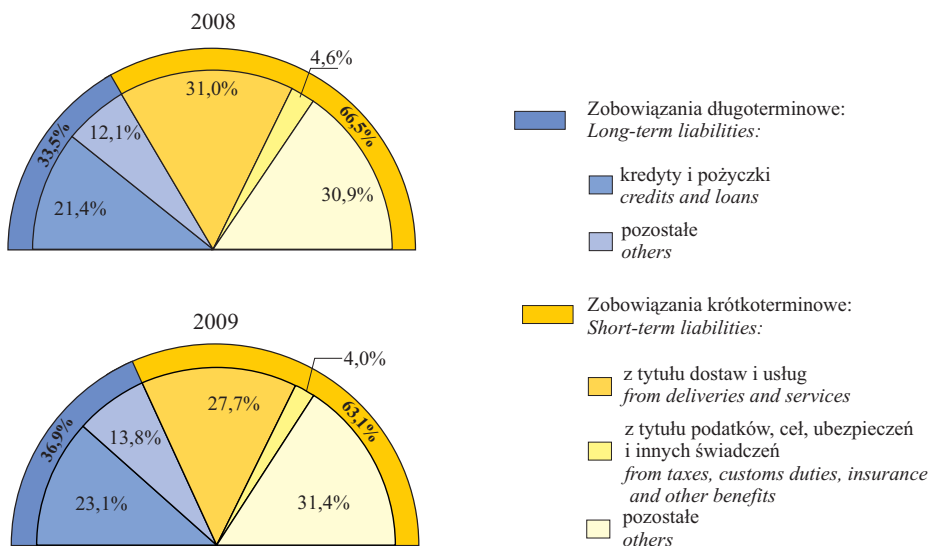 2008
4,6%
31,0%
66,5%
12,1%
33,5%
30,9%
21,4%
2009
4,0%
27,7%
63,1%
13,8%
36,9%
23,1%
31,4%
Zobowiązania długoterminowe:
Long-term liabilities:
kredyty i pożyczki
credits and loans
pozostałe
others
Zobowiązania krótkoterminowe:
Short-term liabilities:
z tytułu dostaw i usług
from deliveries and services
z tytułu podatków, ceł, ubezpieczeń
i innych świadczeń
from taxes, customs duties, insurance
and other benefits
pozostałe
others